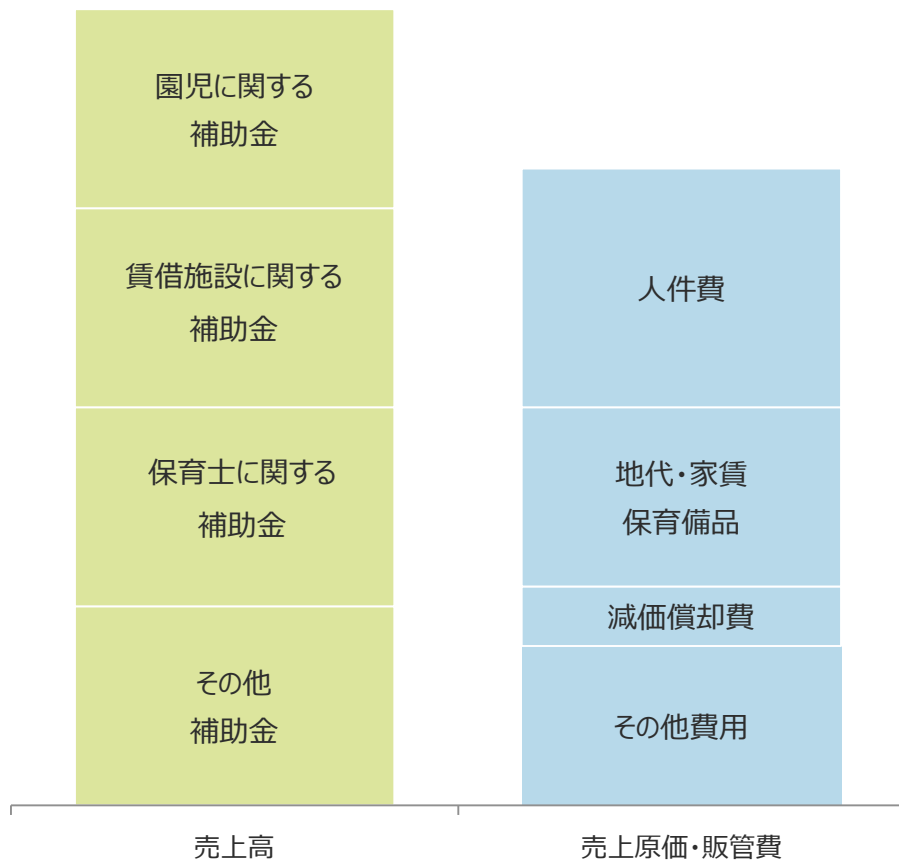 園児に関する
補助金
賃借施設に関する
補助金
保育士に関する
補助金
その他
補助金
人件費
地代・家賃
保育備品
減価償却費
その他費用
売上高
売上原価・販管費